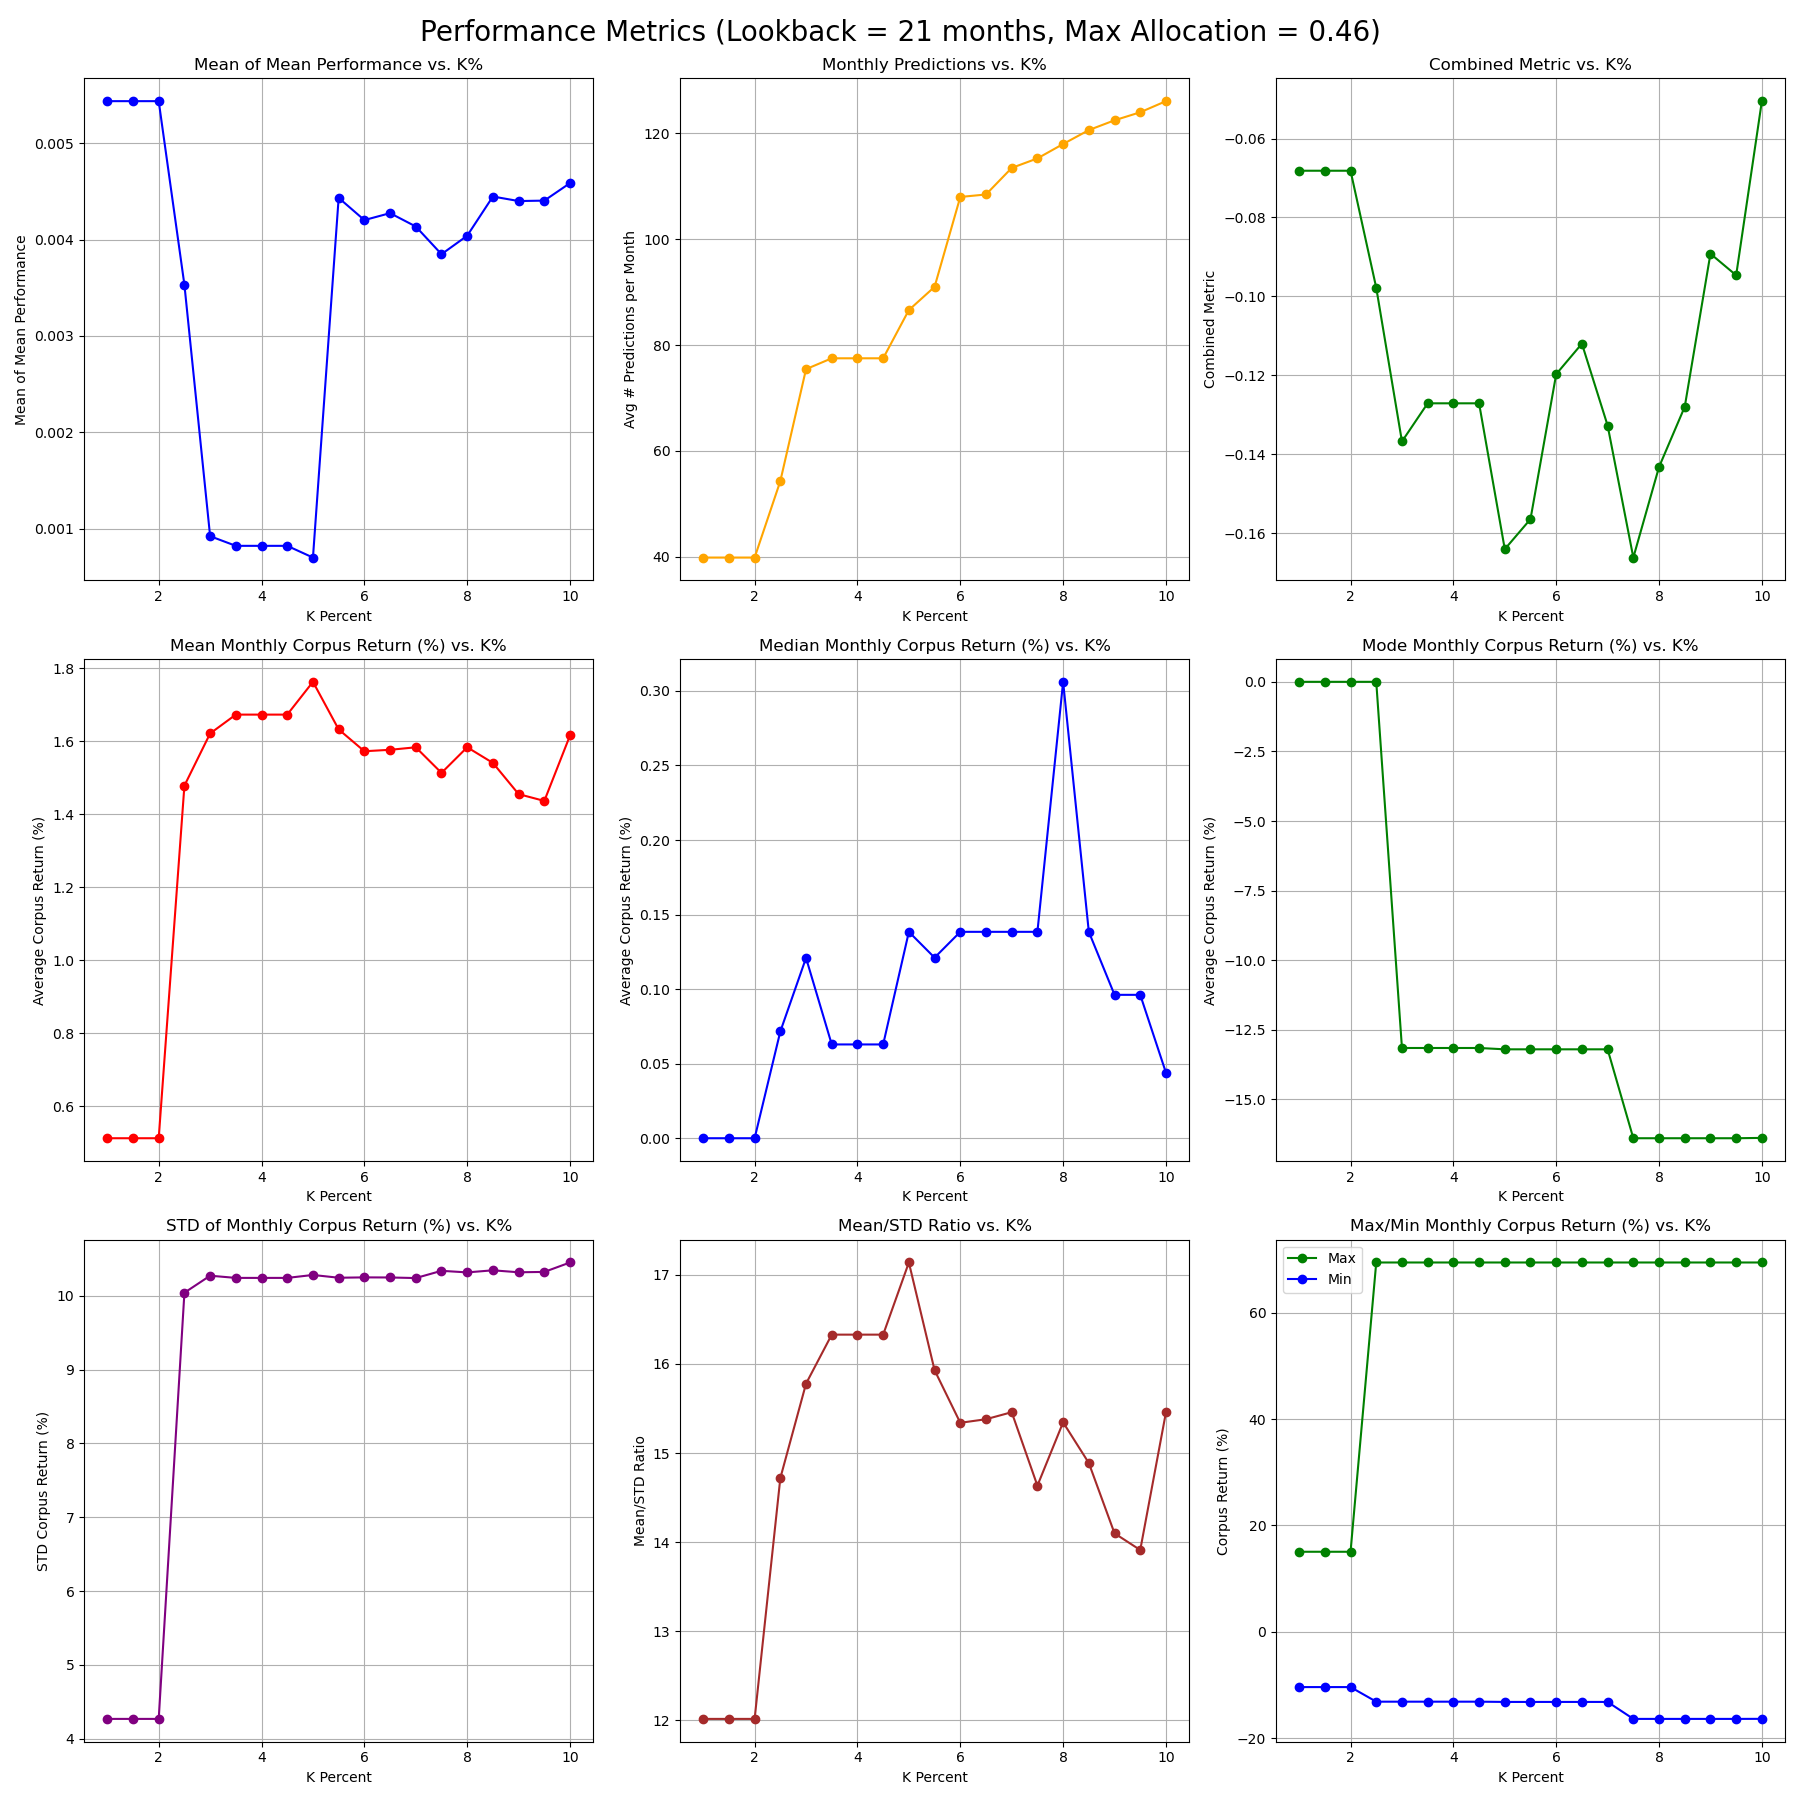 Performance Metrics (Lookback = 21 months, Max Allocation = 0.46)
Mean of Mean Performance vs. K%
Mean of Mean Performance
0.005
0.004
0.003
0.002
0.001
2 4 6 8 10
K Percent
Monthly Predictions vs. K%
Avg # Predictions per Month
120
100
80
60
40
2 4 6 8 10
K Percent
Combined Metric vs. K%
Combined Metric
−0.06
−0.08
−0.10
−0.12
−0.14
−0.16
2 4 6 8 10
K Percent
Mean Monthly Corpus Return (%) vs. K%
Average Corpus Return (%)
1.8
1.6
1.4
1.2
1.0
0.8
0.6
2 4 6 8 10
K Percent
Median Monthly Corpus Return (%) vs. K%
Average Corpus Return (%)
0.30
0.25
0.20
0.15
0.10
0.05
0.00
2 4 6 8 10
K Percent
Mode Monthly Corpus Return (%) vs. K%
Average Corpus Return (%)
0.0
−2.5
−5.0
−7.5
−10.0
−12.5
−15.0
2 4 6 8 10
K Percent
STD of Monthly Corpus Return (%) vs. K%
STD Corpus Return (%)
10
9
8
7
6
5
4
2 4 6 8 10
K Percent
Mean/STD Ratio vs. K%
Mean/STD Ratio
17
16
15
14
13
12
2 4 6 8 10
K Percent
Max/Min Monthly Corpus Return (%) vs. K%
Corpus Return (%)
Max
Min
60
40
20
0
−20
2 4 6 8 10
K Percent